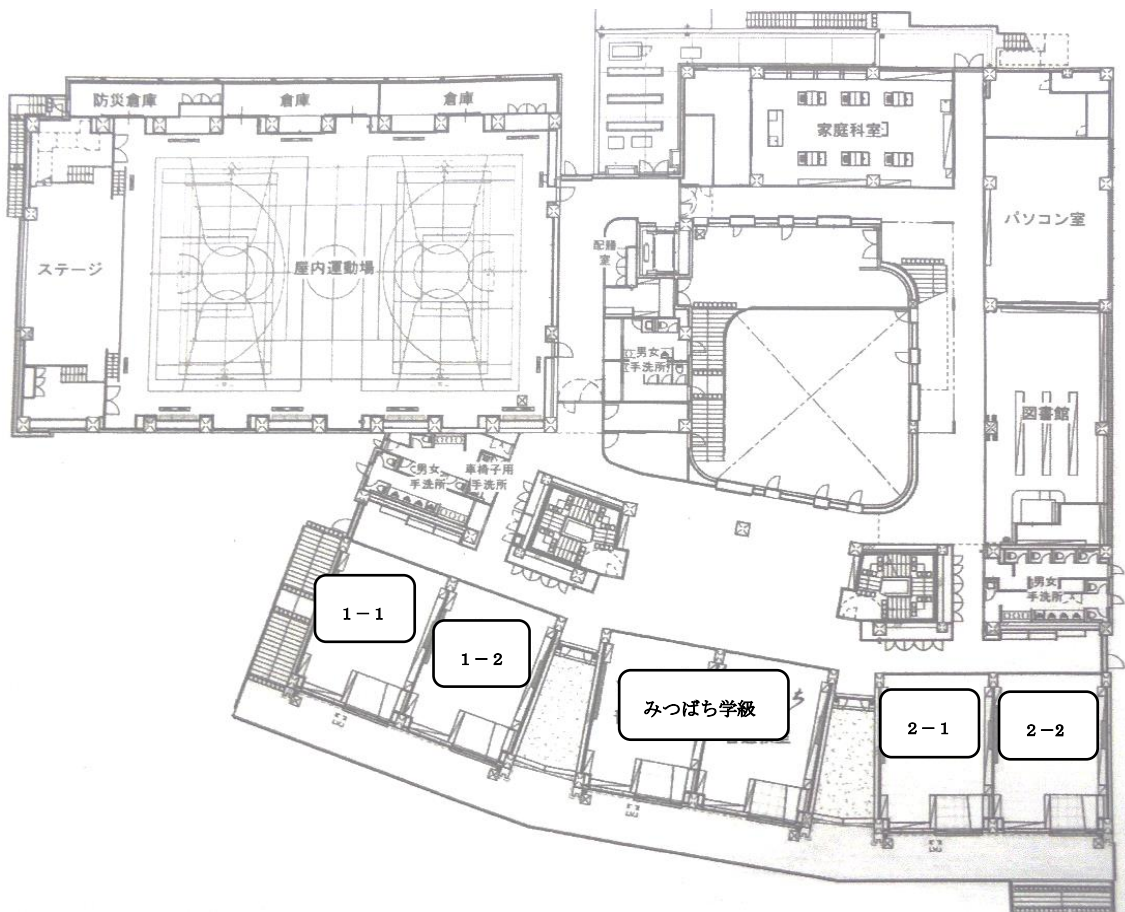 防災倉庫
倉庫
倉庫
家庭科室
パソコン室
ステージ
屋内運動場
配膳
室
男女
手洗所
図書館
男女
手洗所
車椅子用
手洗所
男女
手洗所
1-1
1-2
みつばち学級
2-1
2-2